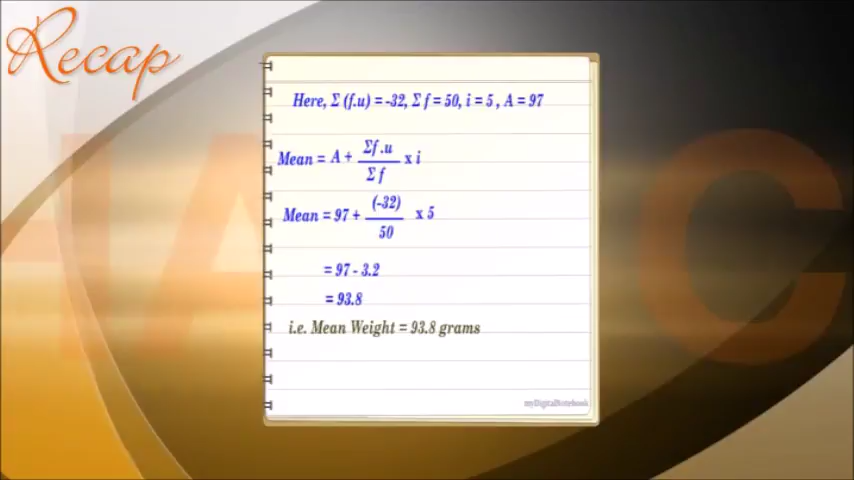 Recap
Here, Σ (f.u) = -32, Σ f = 50, i = 5 , A = 97
Mean = A + Σf .u / Σ f x i
Mean = 97 + (-32) / 50 x 5
= 97 - 3.2
= 93.8
i.e. Mean Weight = 93.8 grams